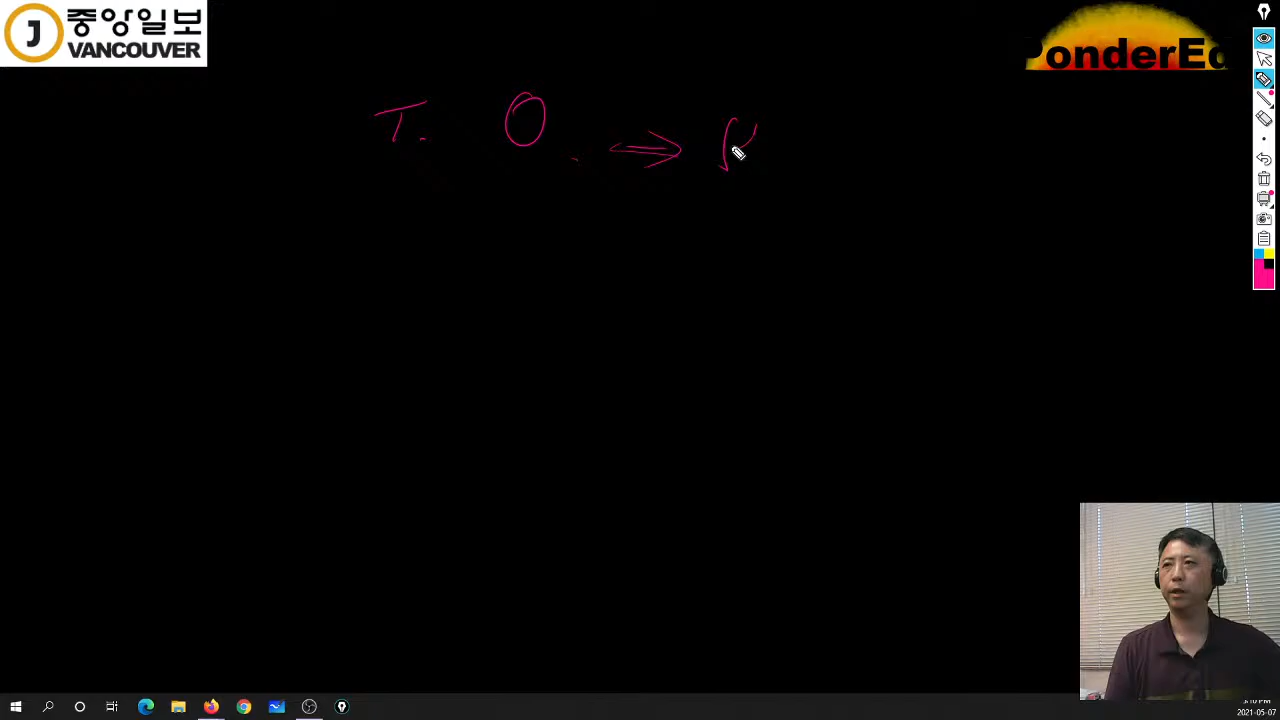 J 중앙일보
VANCOUVER
PonderEd
T. O. ⇒
2021-05-07